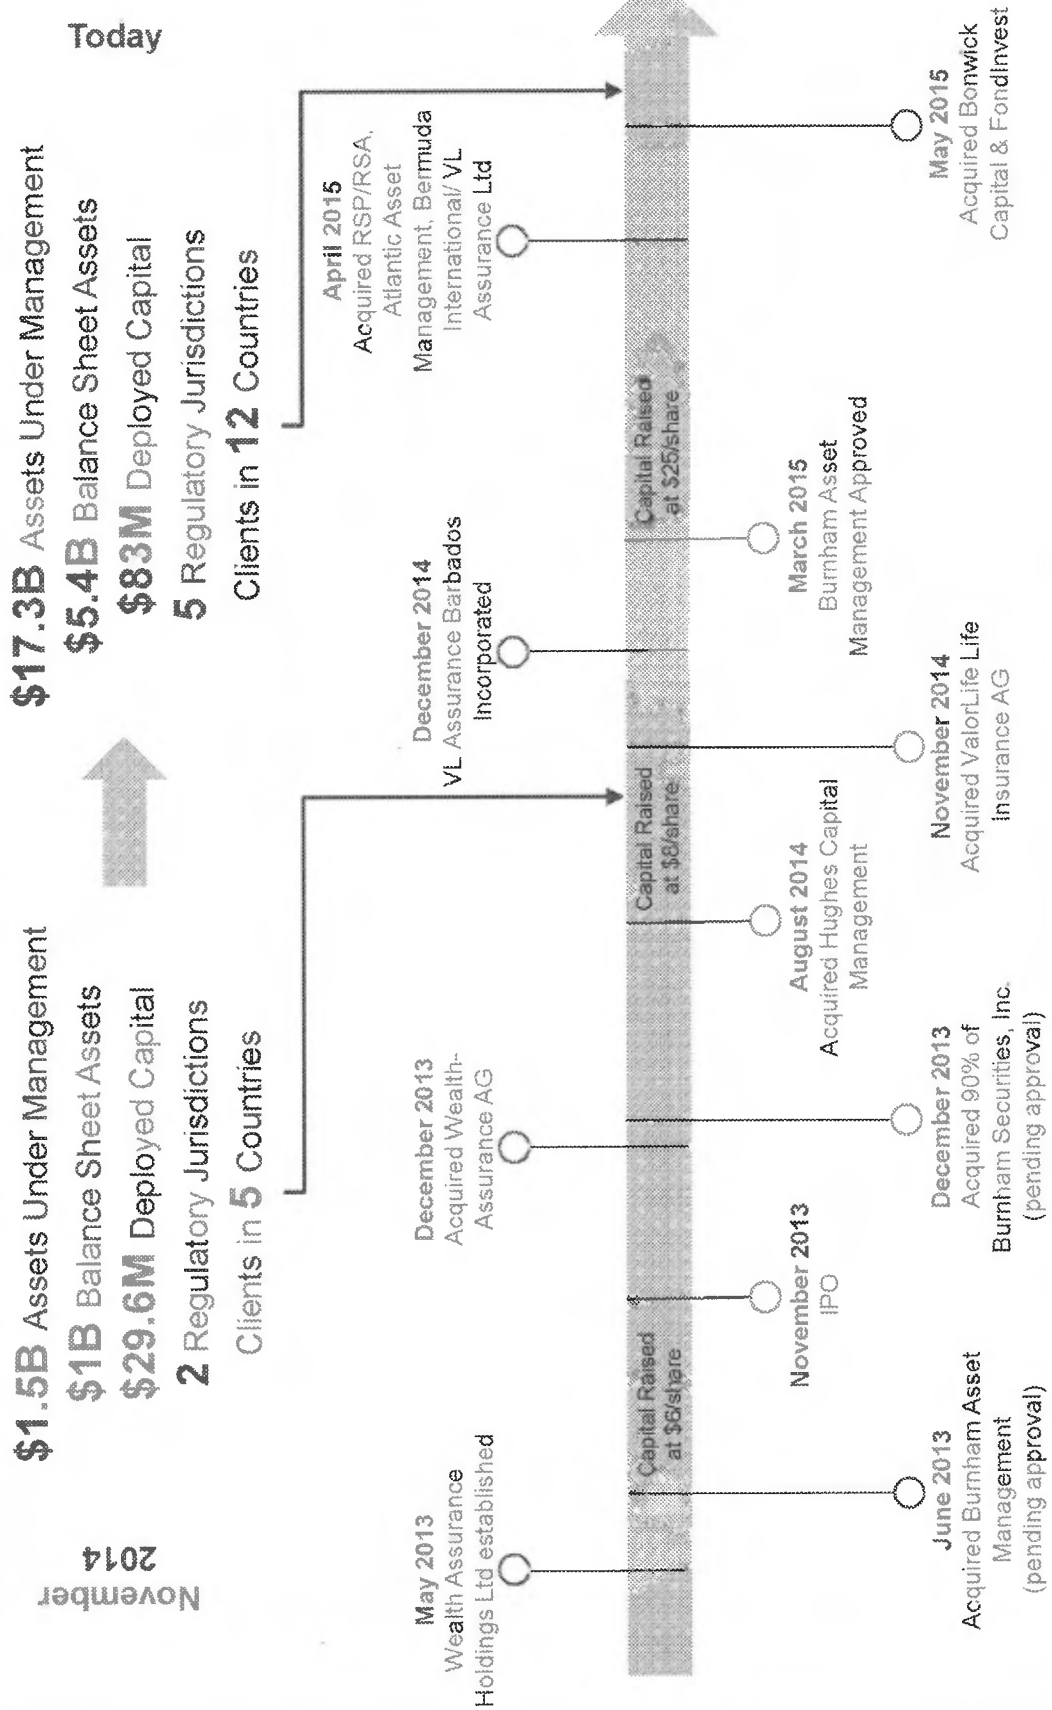 November
2014
$1.5B Assets Under Management
$1B Balance Sheet Assets
$29.6M Deployed Capital
2 Regulatory Jurisdictions
Clients in 5 Countries
Today
$17.3B Assets Under Management
$5.4B Balance Sheet Assets
$83M Deployed Capital
5 Regulatory Jurisdictions
Clients in 12 Countries
May 2013
Wealth Assurance
Holdings Ltd established
December 2013
Acquired Wealth-
Assurance AG
December 2014
VL Assurance Barbados
Incorporated
April 2015
Acquired RSP/RSA,
Atlantic Asset
Management, Bermuda
International/ VL
Assurance Ltd
Capital Raised
at $6/share
Capital Raised
at $8/share
Capital Raised
at $25/share
November 2013
IPO
August 2014
Acquired Hughes Capital
Management
March 2015
Burnham Asset
Management Approved
June 2013
Acquired Burnham Asset
Management
(pending approval)
December 2013
Acquired 90% of
Burnham Securities, Inc.
(pending approval)
November 2014
Acquired ValorLife Life
Insurance AG
May 2015
Acquired Bonwick
Capital & FondInvest